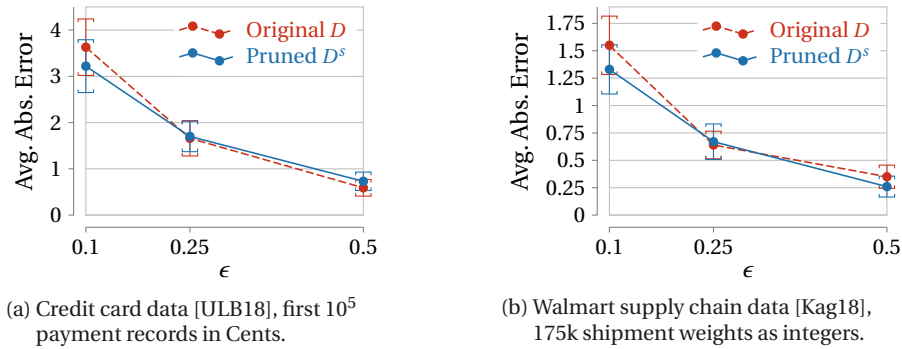 Avg. Abs. Error
4
3
2
1
0
Original D
Pruned Dˢ
0.1 0.25 0.5
ϵ
(a) Credit card data [ULB18], first 10⁵
payment records in Cents.
Avg. Abs. Error
1.75
1.5
1.25
1
0.75
0.5
0.25
0
Original D
Pruned Dˢ
0.1 0.25 0.5
ϵ
(b) Walmart supply chain data [Kag18],
175k shipment weights as integers.